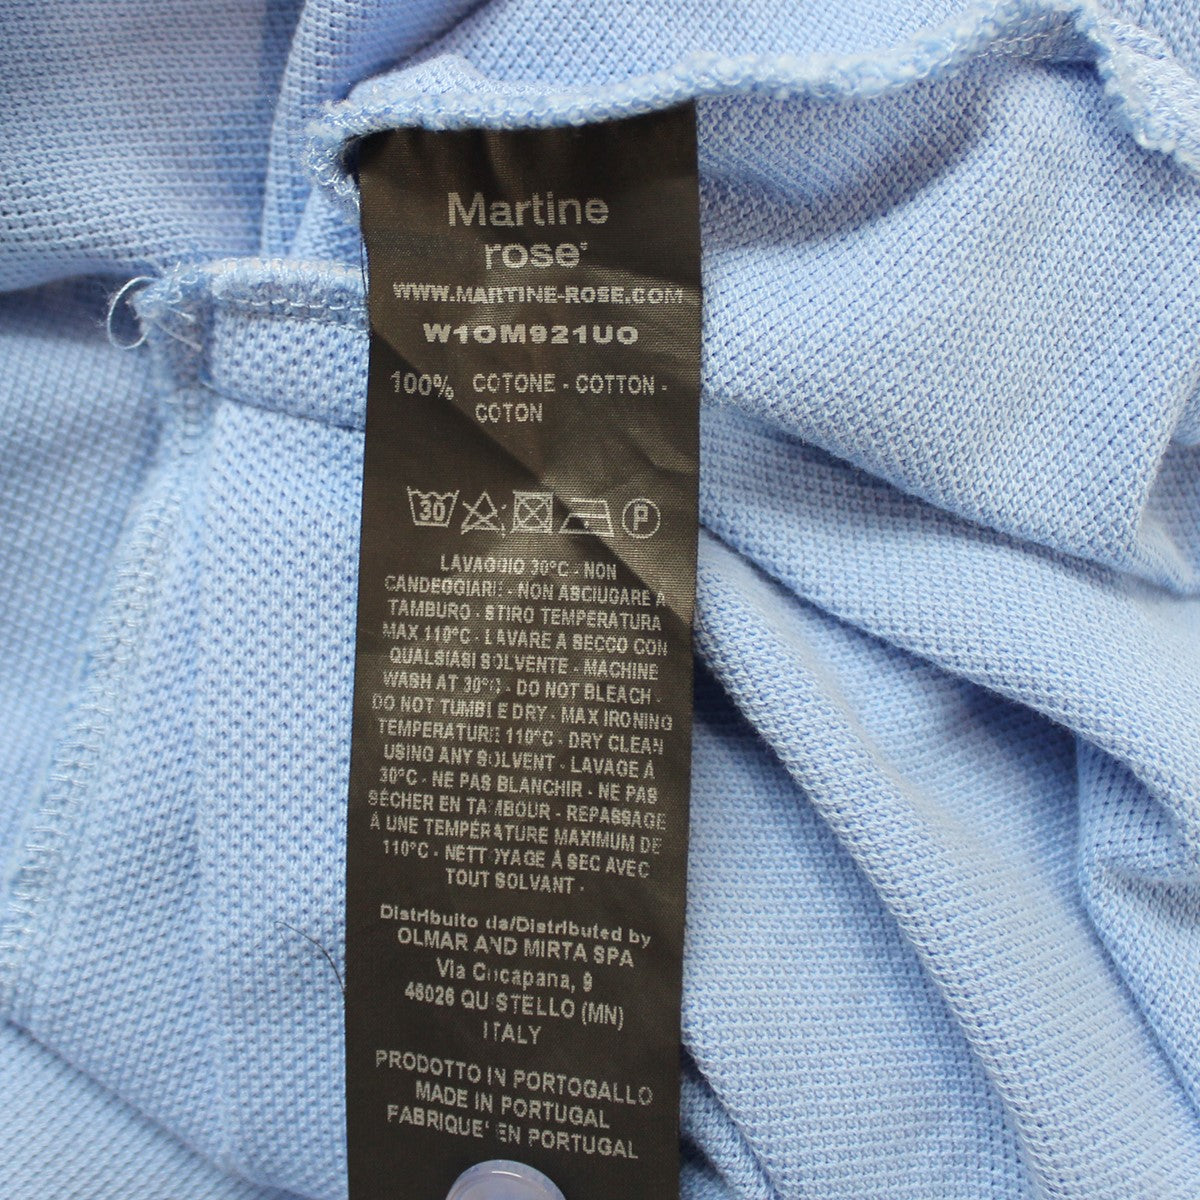 Martine
rose
WWW.MARTINE-ROSE.COM
W1OM921UO
100% COTONE - COTTON -
COTON
30 P
LAVAGGIO 30°C - NON
CANDEGGIARE - NON ASCIUGARE A
TAMBURO - STIRO TEMPERATURA
MAX 110°C - LAVARE A SECCO CON
QUALSIASI SOLVENTE - MACHINE
WASH AT 30°C - DO NOT BLEACH -
DO NOT TUMBLE DRY - MAX IRONING
TEMPERATURE 110°C - DRY CLEAN
USING ANY SOLVENT - LAVAGE À
30°C - NE PAS BLANCHIR - NE PAS
SÉCHER EN TAMBOUR - REPASSAGE
À UNE TEMPÉRATURE MAXIMUM DE
110°C - NETTOYAGE À SEC AVEC
TOUT SOLVANT -
Distribuito da/Distributed by
OLMAR AND MIRTA SPA
Via Cocapana, 9
46026 QUISTELLO (MN)
ITALY
PRODOTTO IN PORTOGALLO
MADE IN PORTUGAL
FABRIQUE' EN PORTUGAL